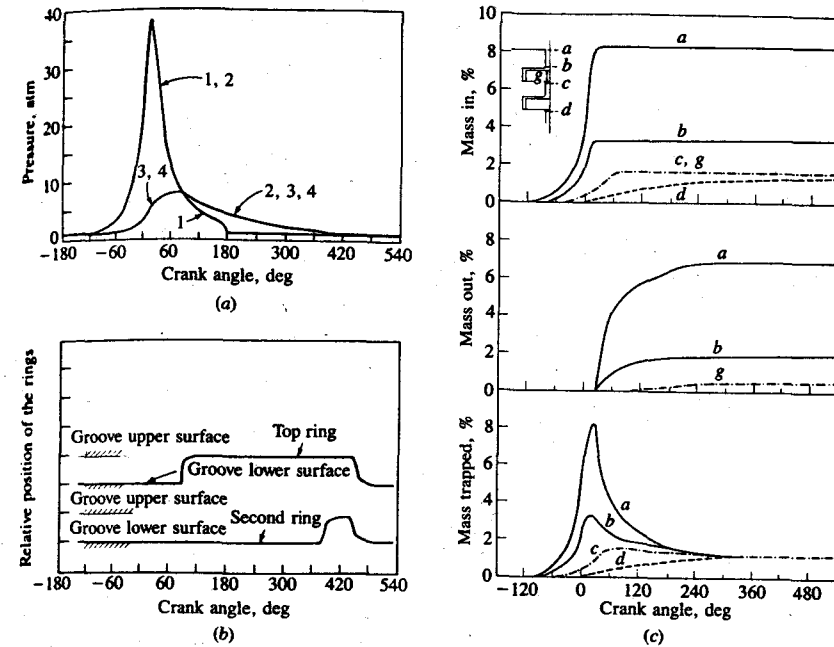 40
30
20
10
0
Pressure, atm
1, 2
3, 4
2, 3, 4
1
-180 -60 60 180 300 420 540
Crank angle, deg
(a)
Relative position of the rings
Groove upper surface
Top ring
Groove lower surface
Groove upper surface
Groove lower surface
Second ring
-180 -60 60 180 300 420 540
Crank angle, deg
(b)
10
8
6
4
2
0
Mass in, %
a
b
g
c
d
a
b
c, g
d
6
4
2
0
Mass out, %
a
b
g
8
6
4
2
0
Mass trapped, %
a
b
c
d
-120 0 120 240 360 480
Crank angle, deg
(c)